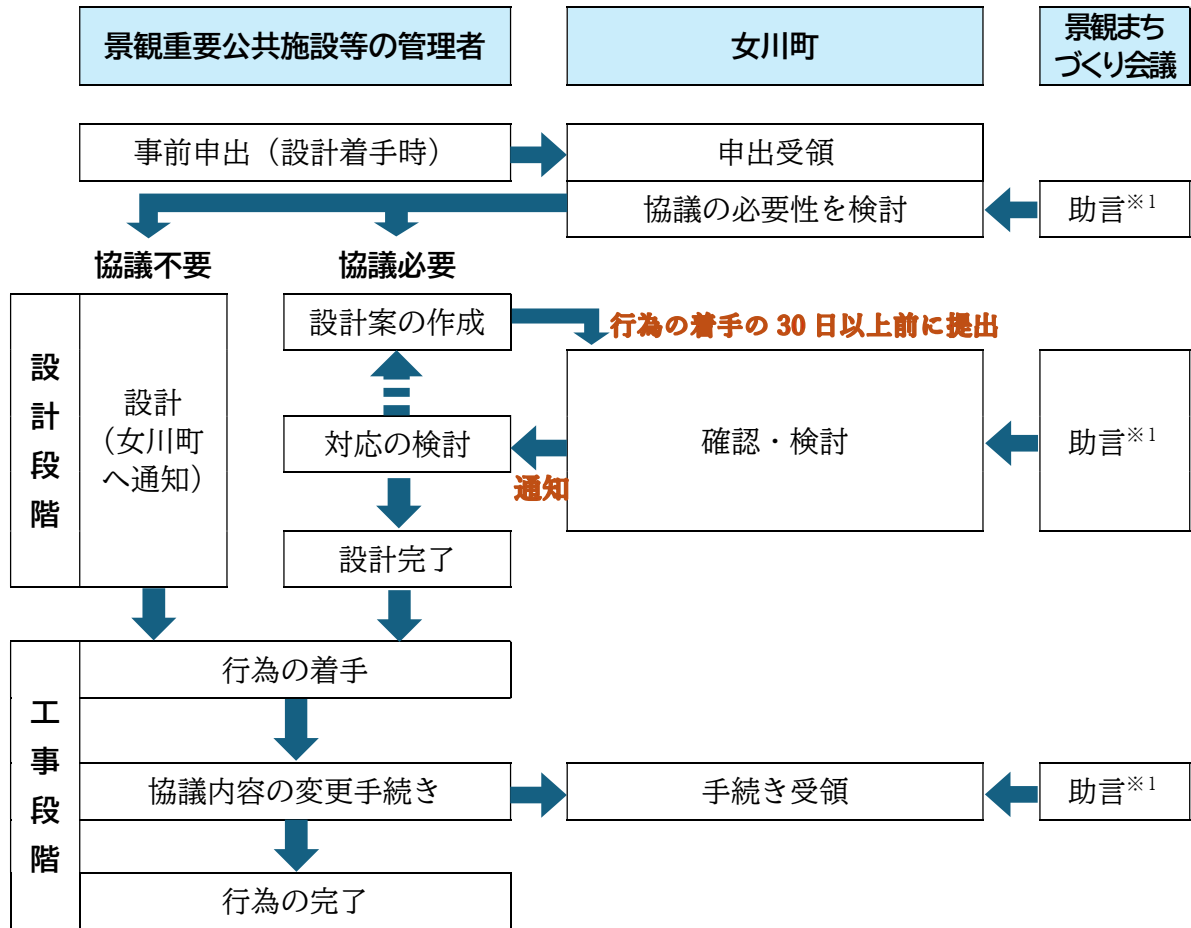 景観重要公共施設等の管理者
女川町
景観まち
づくり会議
事前申出（設計着手時）
申出受領
協議の必要性を検討
助言※1
協議不要
協議必要
設計段階
設計
（女川町
へ通知）
設計案の作成
行為の着手の 30 日以上前に提出
対応の検討
通知
確認・検討
助言※1
設計完了
工事段階
行為の着手
協議内容の変更手続き
手続き受領
助言※1
行為の完了